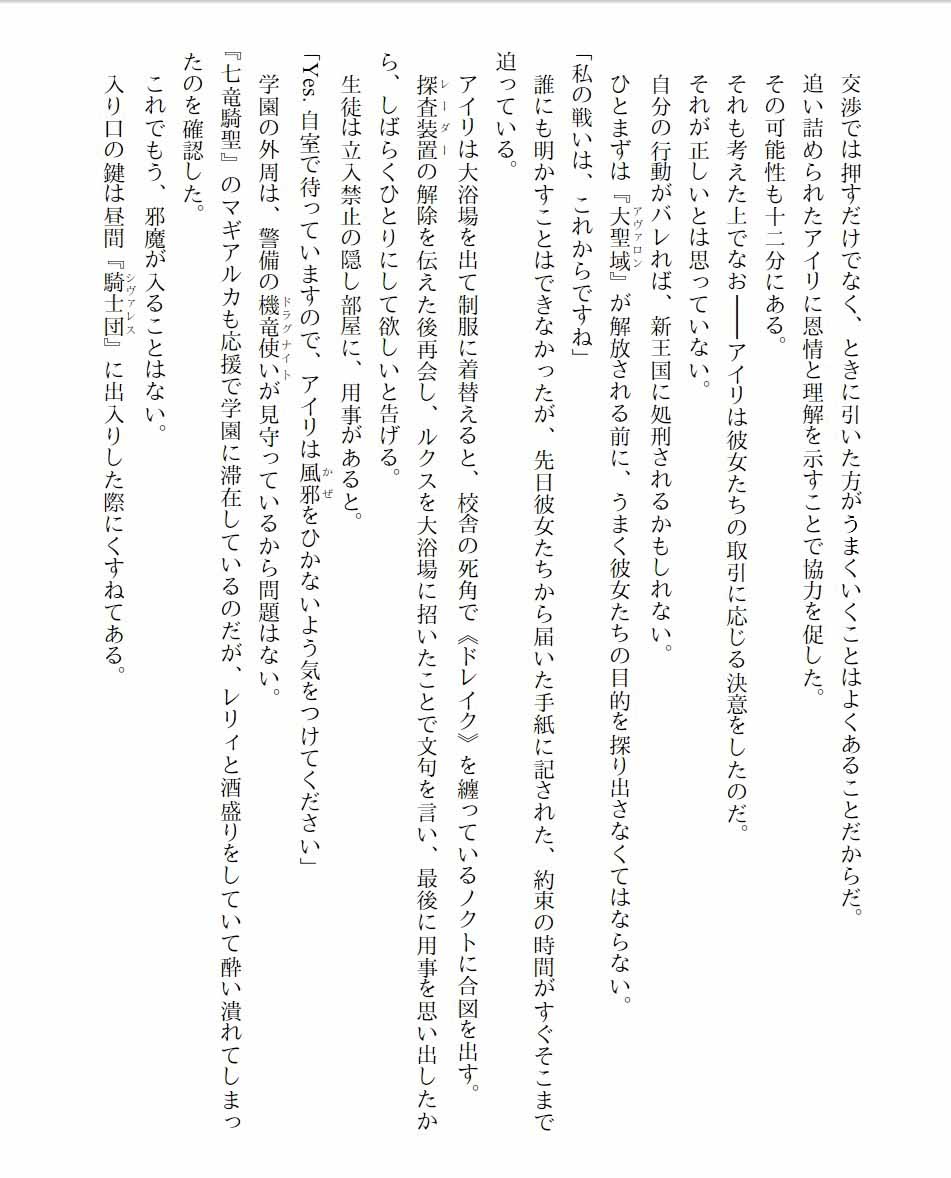 交渉では押すだけでなく、ときに引いた方がうまくいくことはよくあることだからだ。
追い詰められたアイリに恩情と理解を示すことで協力を促した。
その可能性も十二分にある。
それも考えた上でなお――アイリは彼女たちの取引に応じる決意をしたのだ。
それが正しいとは思っていない。
自分の行動がバレれば、新王国に処刑されるかもしれない。
ひとまずは『大聖域』が解放される前に、うまく彼女たちの目的を探り出さなくてはならない。
アヴァロン
「私の戦いは、これからですね」
誰にも明かすことはできなかったが、先日彼女たちから届いた手紙に記された、約束の時間がすぐそこまで
迫っている。
アイリは大浴場を出て制服に着替えると、校舎の死角で《ドレイク》を纏っているノクトに合図を出す。
探査装置の解除を伝えた後再会し、ルクスを大浴場に招いたことで文句を言い、最後に用事を思い出したか
レーダー
ら、しばらくひとりにして欲しいと告げる。
生徒は立入禁止の隠し部屋に、用事があると。
「Yes. 自室で待っていますので、アイリは風邪をひかないよう気をつけてください」
かぜ
学園の外周は、警備の機竜使いが見守っているから問題はない。
ドラグナイト
『七竜騎聖』のマギアルカも応援で学園に滞在しているのだが、レリィと酒盛りをしていて酔い潰れてしまっ
たのを確認した。
これでもう、邪魔が入ることはない。
入り口の鍵は昼間『騎士団』に出入りした際にくすねてある。
シヴァレス